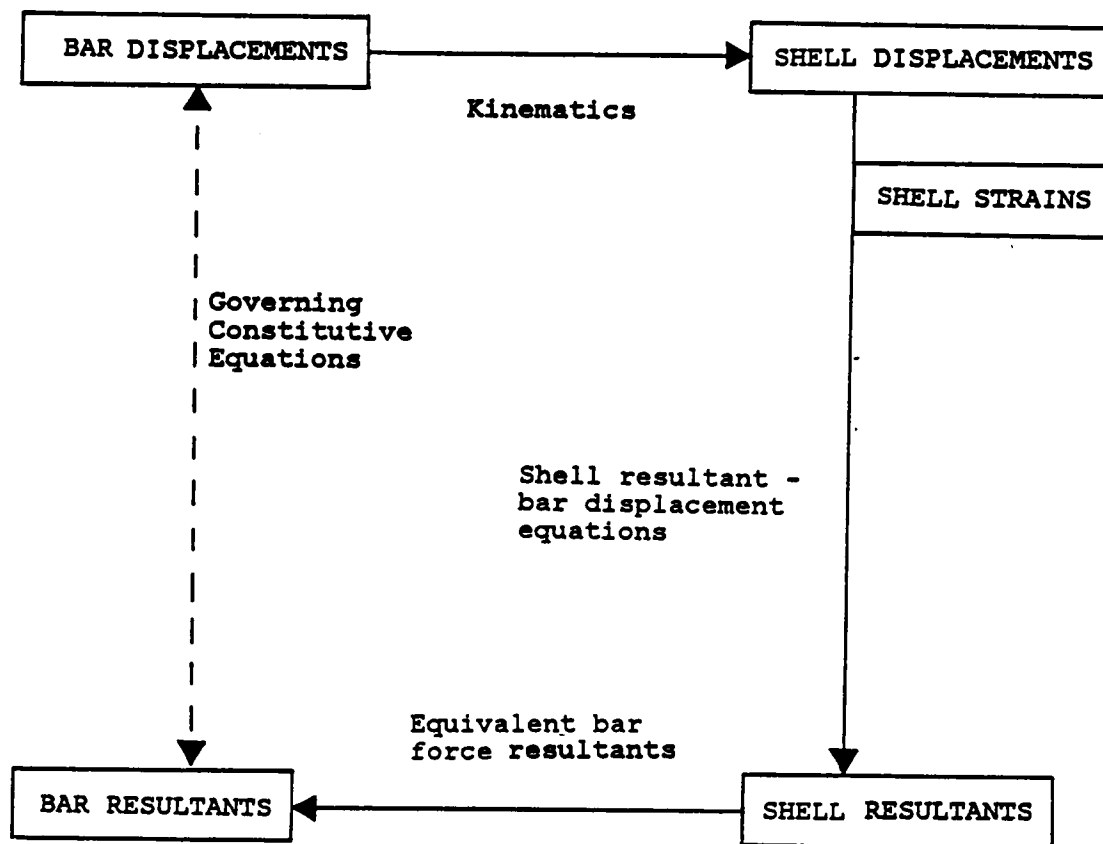 BAR DISPLACEMENTS
SHELL DISPLACEMENTS
Kinematics
SHELL STRAINS
Governing
Constitutive
Equations
Shell resultant -
bar displacement
equations
Equivalent bar
force resultants
BAR RESULTANTS
SHELL RESULTANTS